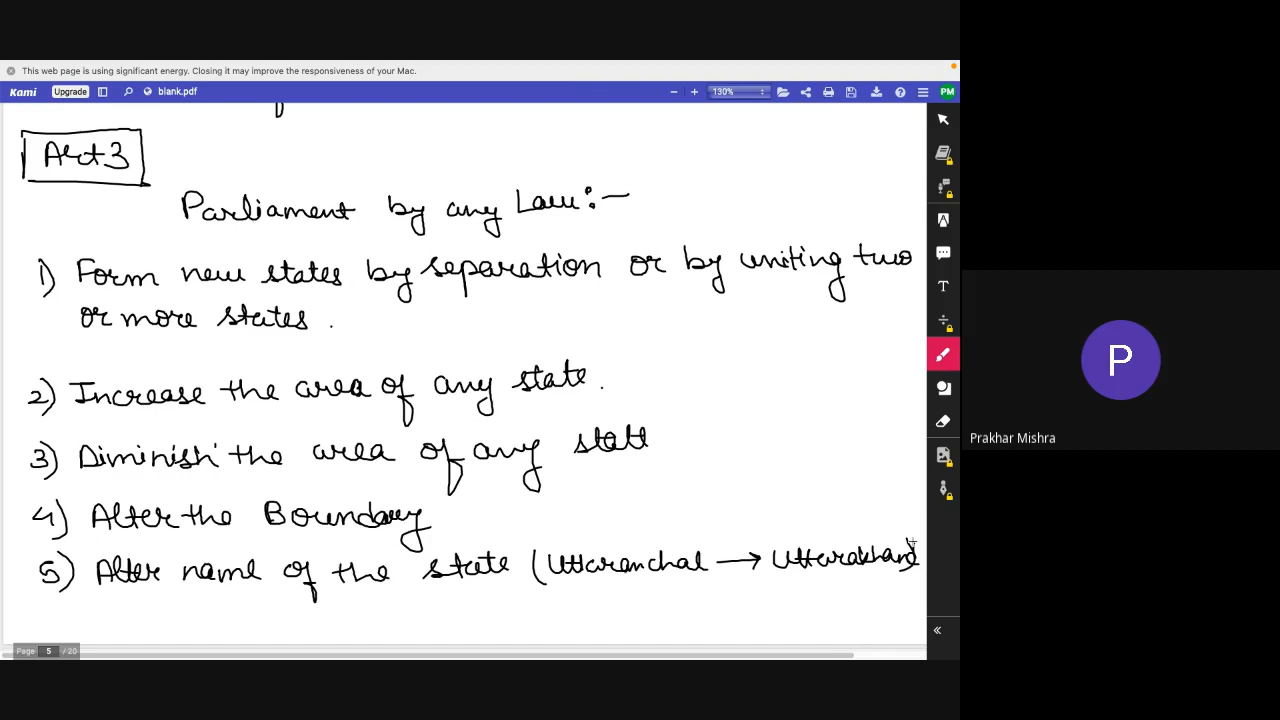 This web page is using significant energy. Closing it may improve the responsiveness of your Mac.
Kami Upgrade blank.pdf 130% PM
Art 3
Parliament by any Law:-
1) Form new states by separation or by uniting two
or more states.
2) Increase the area of any state.
3) Diminish the area of any state
4) Alter the Boundary
5) Alter name of the state (Uttaranchal → Uttarakhand)
P
Prakhar Mishra
Page 5 / 20